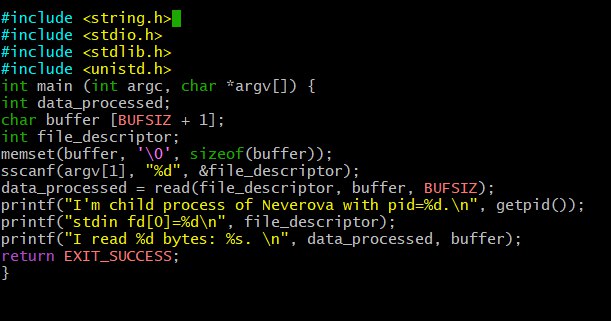 #include <string.h>
#include <stdio.h>
#include <stdlib.h>
#include <unistd.h>
int main (int argc, char *argv[]) {
int data_processed;
char buffer [BUFSIZ + 1];
int file_descriptor;
memset(buffer, '\0', sizeof(buffer));
sscanf(argv[1], "%d", &file_descriptor);
data_processed = read(file_descriptor, buffer, BUFSIZ);
printf("I'm child process of Neverova with pid=%d.\n", getpid());
printf("stdin fd[0]=%d\n", file_descriptor);
printf("I read %d bytes: %s. \n", data_processed, buffer);
return EXIT_SUCCESS;
}